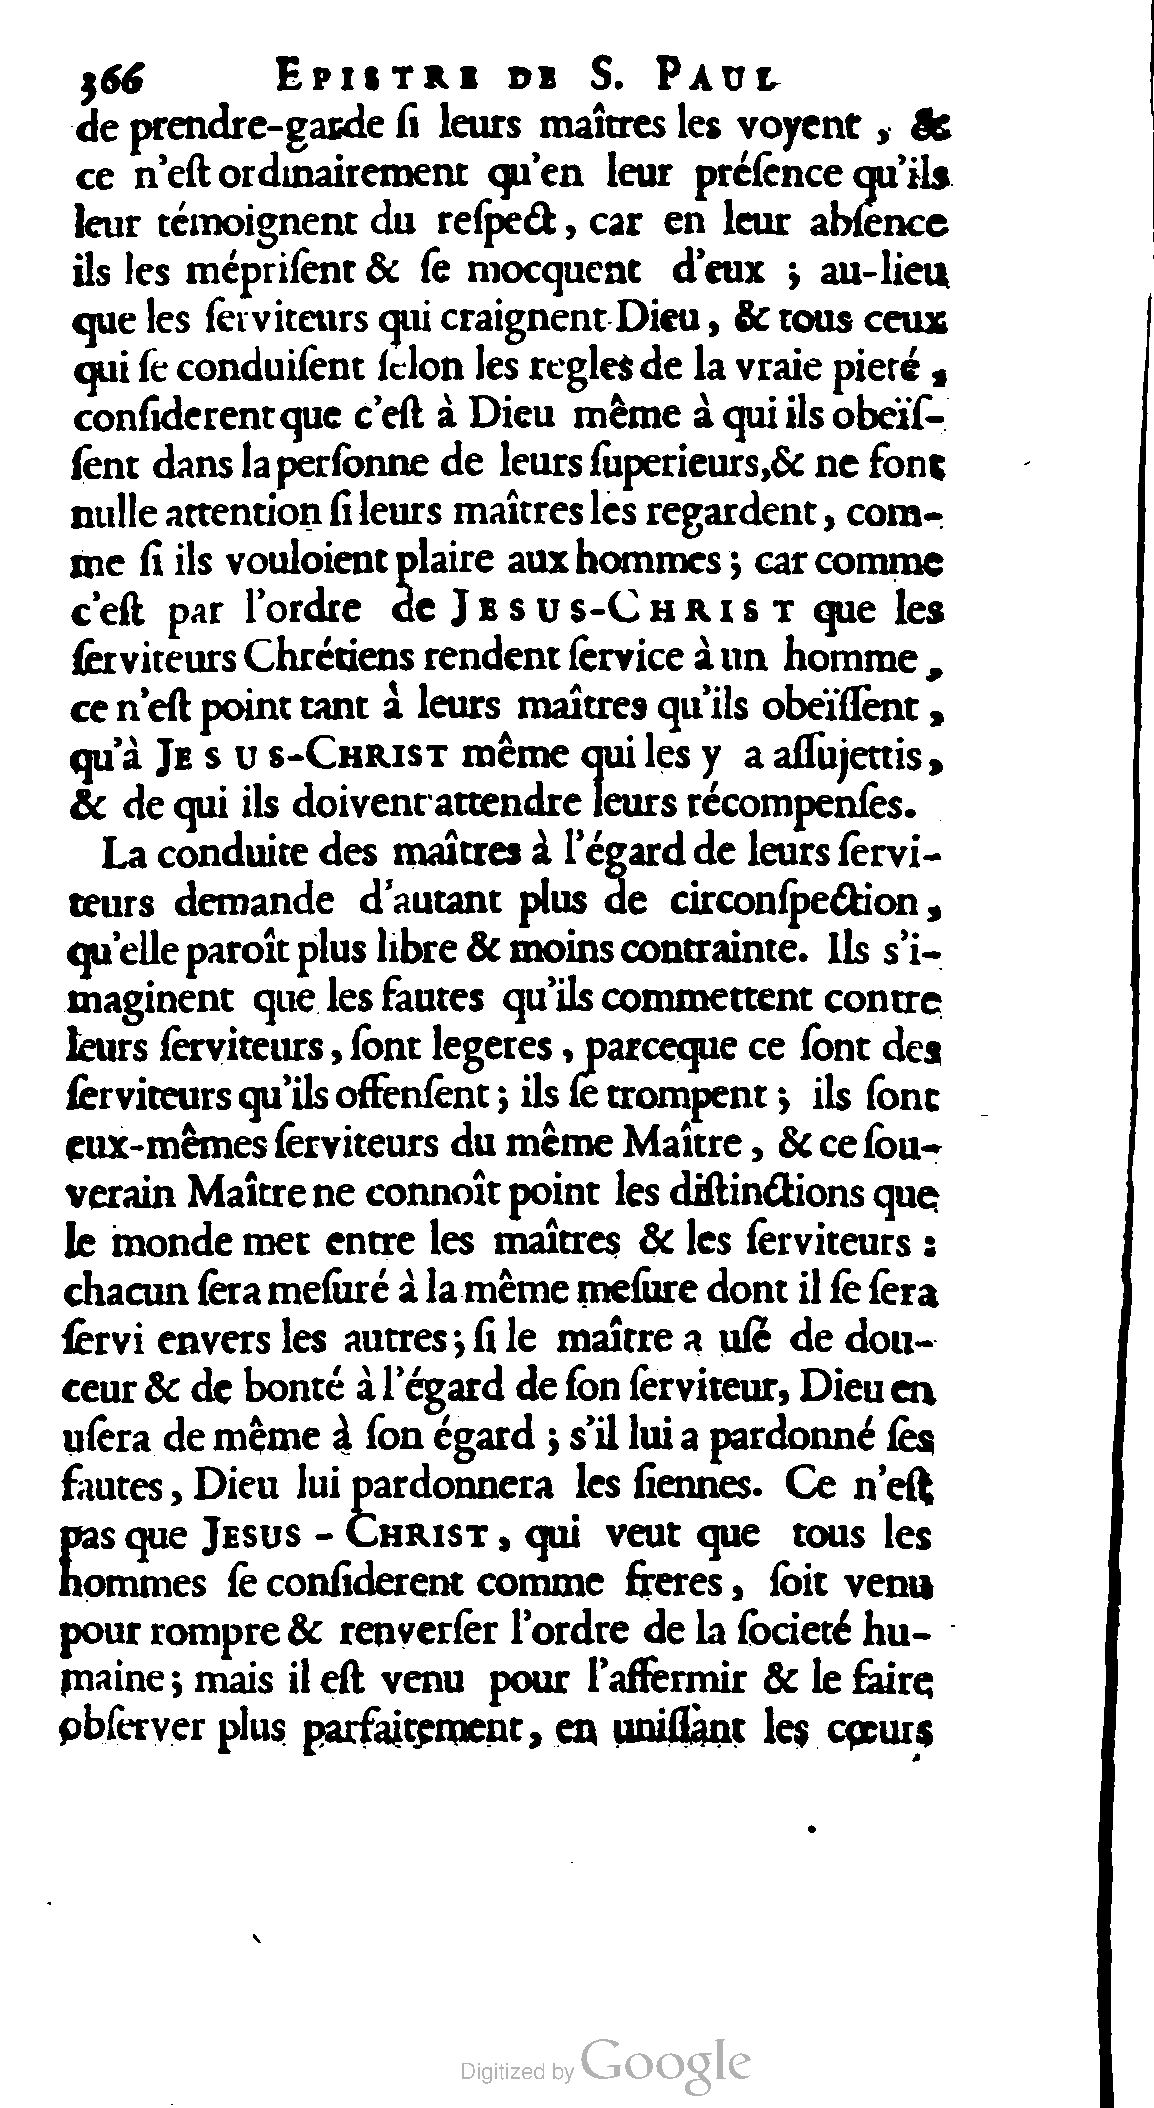 366 EPISTRE DE S. PAUL
de prendre-garde ſi leurs maîtres les voyent, &
ce n'eſt ordinairement qu'en leur préſence qu'ils
leur témoignent du reſpect, car en leur abſence
ils les mépriſent & ſe mocquent d'eux ; au-lieu
que les ſerviteurs qui craignent Dieu, & tous ceux
qui ſe conduiſent ſelon les regles de la vraie pieté,
conſiderent que c'eſt à Dieu même à qui ils obeïſ-
ſent dans la perſonne de leurs ſuperieurs, & ne font
nulle attention ſi leurs maîtres les regardent, com-
me ſi ils vouloient plaire aux hommes ; car comme
c'eſt par l'ordre de JESUS-CHRIST que les
ſerviteurs Chrétiens rendent ſervice à un homme,
ce n'eſt point tant à leurs maîtres qu'ils obeïſſent,
qu'à JESUS-CHRIST même qui les y a aſſujettis,
& de qui ils doivent attendre leurs récompenſes.
La conduite des maîtres à l'égard de leurs ſervi-
teurs demande d'autant plus de circonſpection,
qu'elle paroît plus libre & moins contrainte. Ils s'i-
maginent que les fautes qu'ils commettent contre
leurs ſerviteurs, ſont legeres, parceque ce ſont des
ſerviteurs qu'ils offenſent ; ils ſe trompent ; ils ſont
eux-mêmes ſerviteurs du même Maître, & ce ſou-
verain Maître ne connoît point les diſtinctions que
le monde met entre les maîtres & les ſerviteurs :
chacun ſera meſuré à la même meſure dont il ſe ſera
ſervi envers les autres ; ſi le maître a uſé de dou-
ceur & de bonté à l'égard de ſon ſerviteur, Dieu en
uſera de même à ſon égard ; s'il lui a pardonné ſes
fautes, Dieu lui pardonnera les ſiennes. Ce n'eſt
pas que JESUS-CHRIST, qui veut que tous les
hommes ſe conſiderent comme freres, ſoit venu
pour rompre & renverſer l'ordre de la ſocieté hu-
maine ; mais il eſt venu pour l'affermir & le faire
obſerver plus parfaitement, en uniſſant les cœurs
Digitized by Google